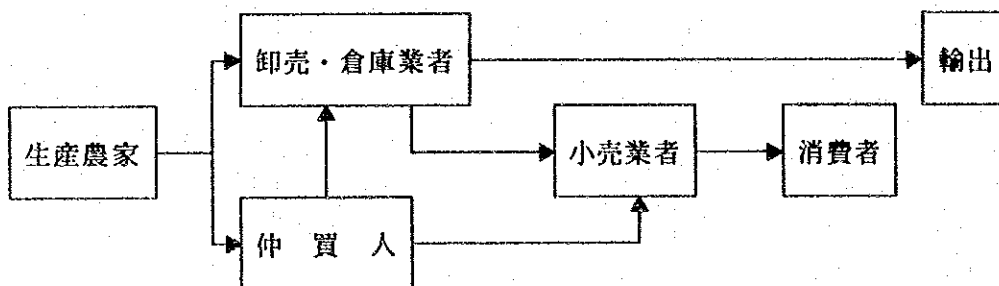 卸売・倉庫業者
輸出
生産農家
小売業者
消費者
仲買人